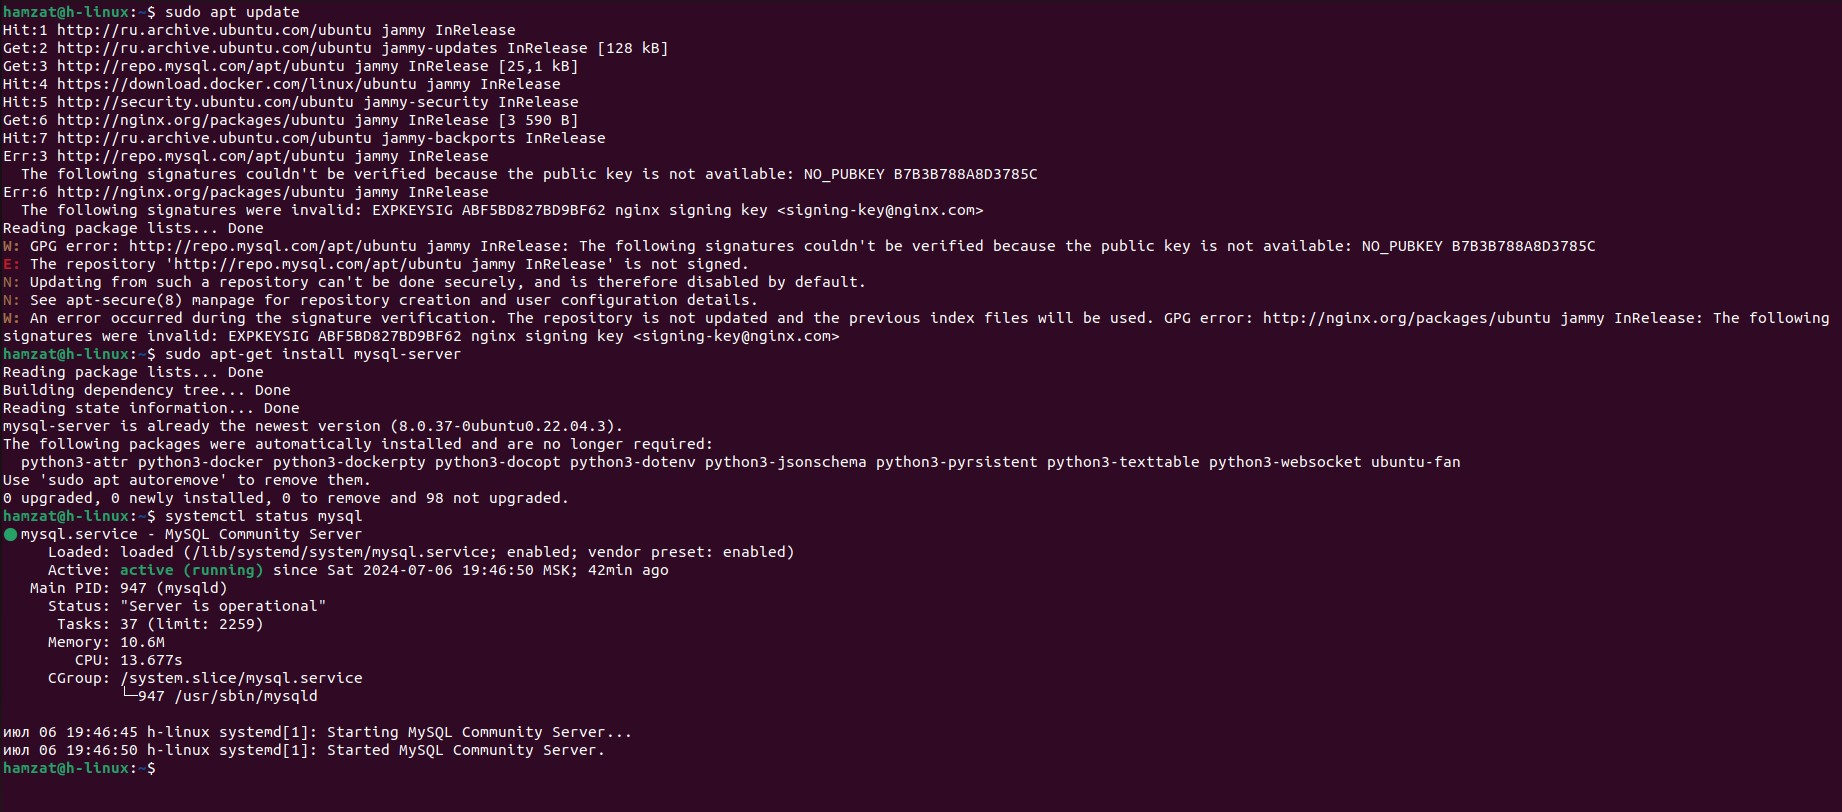 hamzat@h-linux:~$ sudo apt update
Hit:1 http://ru.archive.ubuntu.com/ubuntu jammy InRelease
Get:2 http://ru.archive.ubuntu.com/ubuntu jammy-updates InRelease [128 kB]
Get:3 http://repo.mysql.com/apt/ubuntu jammy InRelease [25,1 kB]
Hit:4 https://download.docker.com/linux/ubuntu jammy InRelease
Hit:5 http://security.ubuntu.com/ubuntu jammy-security InRelease
Get:6 http://nginx.org/packages/ubuntu jammy InRelease [3 590 B]
Hit:7 http://ru.archive.ubuntu.com/ubuntu jammy-backports InRelease
Err:3 http://repo.mysql.com/apt/ubuntu jammy InRelease
  The following signatures couldn't be verified because the public key is not available: NO_PUBKEY B7B3B788A8D3785C
Err:6 http://nginx.org/packages/ubuntu jammy InRelease
  The following signatures were invalid: EXPKEYSIG ABF5BD827BD9BF62 nginx signing key <signing-key@nginx.com>
Reading package lists... Done
W: GPG error: http://repo.mysql.com/apt/ubuntu jammy InRelease: The following signatures couldn't be verified because the public key is not available: NO_PUBKEY B7B3B788A8D3785C
E: The repository 'http://repo.mysql.com/apt/ubuntu jammy InRelease' is not signed.
N: Updating from such a repository can't be done securely, and is therefore disabled by default.
N: See apt-secure(8) manpage for repository creation and user configuration details.
W: An error occurred during the signature verification. The repository is not updated and the previous index files will be used. GPG error: http://nginx.org/packages/ubuntu jammy InRelease: The following
signatures were invalid: EXPKEYSIG ABF5BD827BD9BF62 nginx signing key <signing-key@nginx.com>
hamzat@h-linux:~$ sudo apt-get install mysql-server
Reading package lists... Done
Building dependency tree... Done
Reading state information... Done
mysql-server is already the newest version (8.0.37-0ubuntu0.22.04.3).
The following packages were automatically installed and are no longer required:
  python3-attr python3-docker python3-dockerpty python3-docopt python3-dotenv python3-jsonschema python3-pyrsistent python3-texttable python3-websocket ubuntu-fan
Use 'sudo apt autoremove' to remove them.
0 upgraded, 0 newly installed, 0 to remove and 98 not upgraded.
hamzat@h-linux:~$ systemctl status mysql
● mysql.service - MySQL Community Server
     Loaded: loaded (/lib/systemd/system/mysql.service; enabled; vendor preset: enabled)
     Active: active (running) since Sat 2024-07-06 19:46:50 MSK; 42min ago
   Main PID: 947 (mysqld)
     Status: "Server is operational"
      Tasks: 37 (limit: 2259)
     Memory: 10.6M
        CPU: 13.677s
     CGroup: /system.slice/mysql.service
             └─947 /usr/sbin/mysqld
июл 06 19:46:45 h-linux systemd[1]: Starting MySQL Community Server...
июл 06 19:46:50 h-linux systemd[1]: Started MySQL Community Server.
hamzat@h-linux:~$